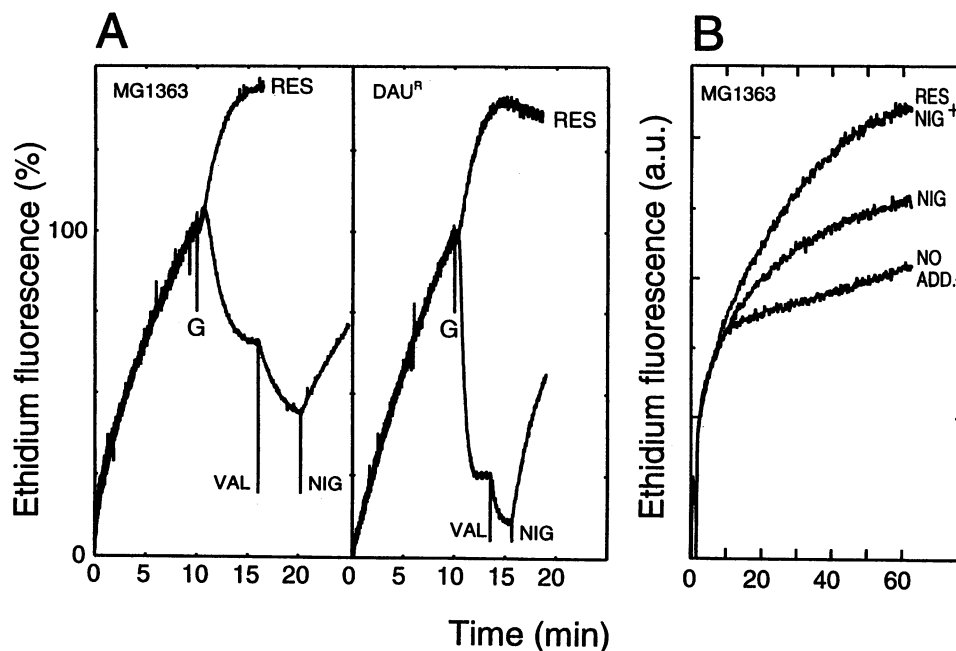 A
B
MG1363
RES
DAUᴿ
RES
MG1363
RES +
NIG
NIG
NO
ADD.
G
G
VAL
NIG
VAL
NIG
Ethidium fluorescence (%)
100
0
Ethidium fluorescence (a.u.)
0 5 10 15 20
0 5 10 15 20
0 20 40 60
Time (min)